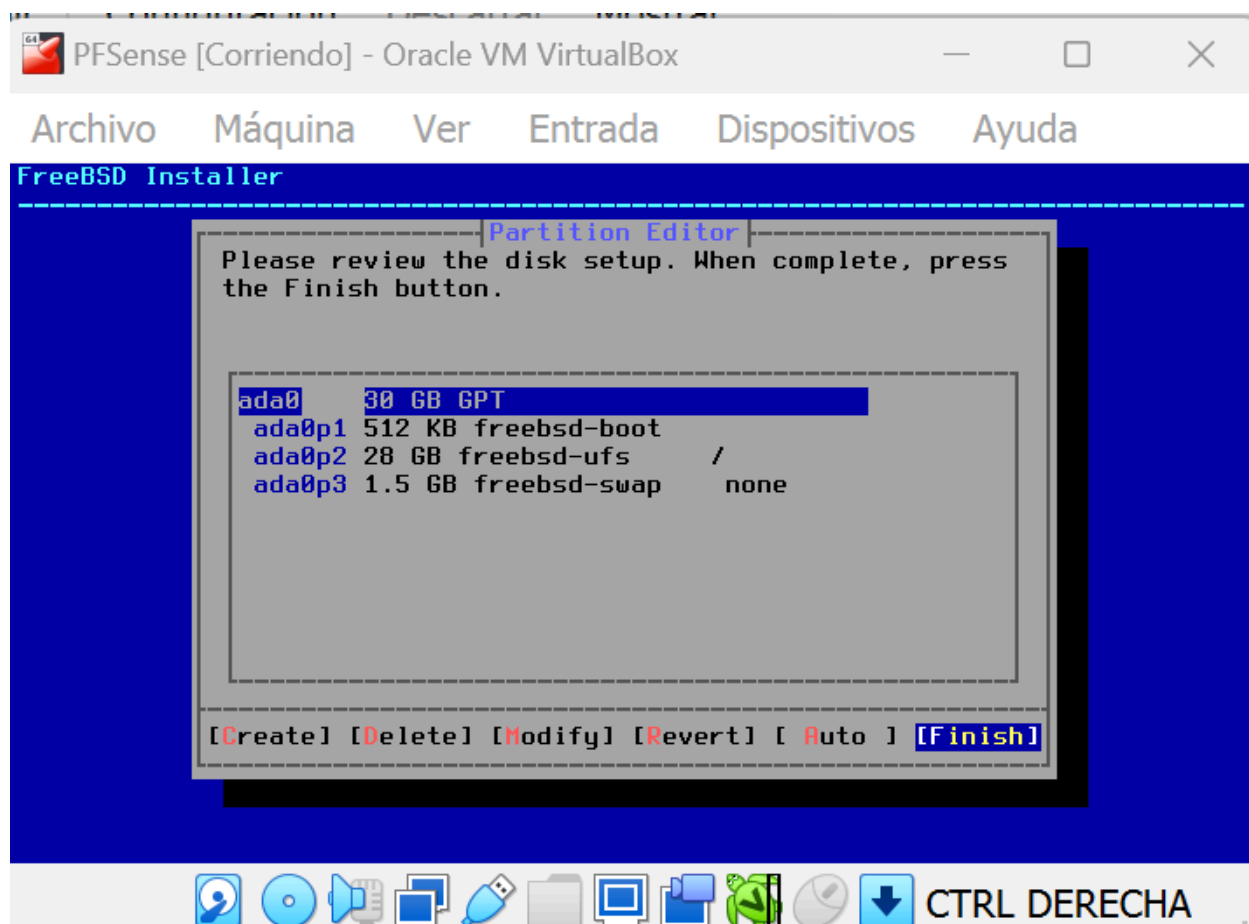 PFSense [Corriendo] - Oracle VM VirtualBox
Archivo Máquina Ver Entrada Dispositivos Ayuda
FreeBSD Installer
Partition Editor
Please review the disk setup. When complete, press
the Finish button.
ada0 30 GB GPT
ada0p1 512 KB freebsd-boot
ada0p2 28 GB freebsd-ufs /
ada0p3 1.5 GB freebsd-swap none
[Create] [Delete] [Modify] [Revert] [ Auto ] [Finish]
CTRL DERECHA